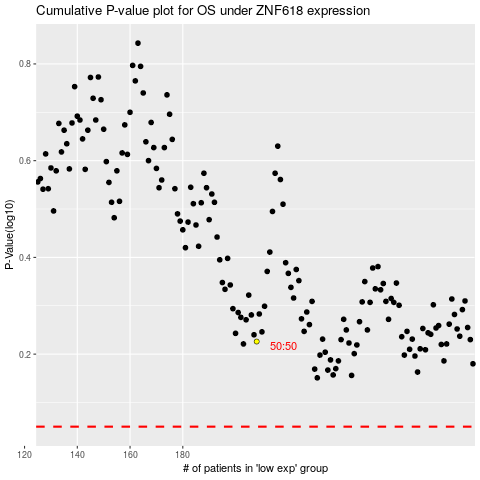 Cumulative P-value plot for OS under ZNF618 expression
P-Value(log10)
0.8
0.6
0.4
0.2
50:50
120 140 160 180
# of patients in 'low exp' group